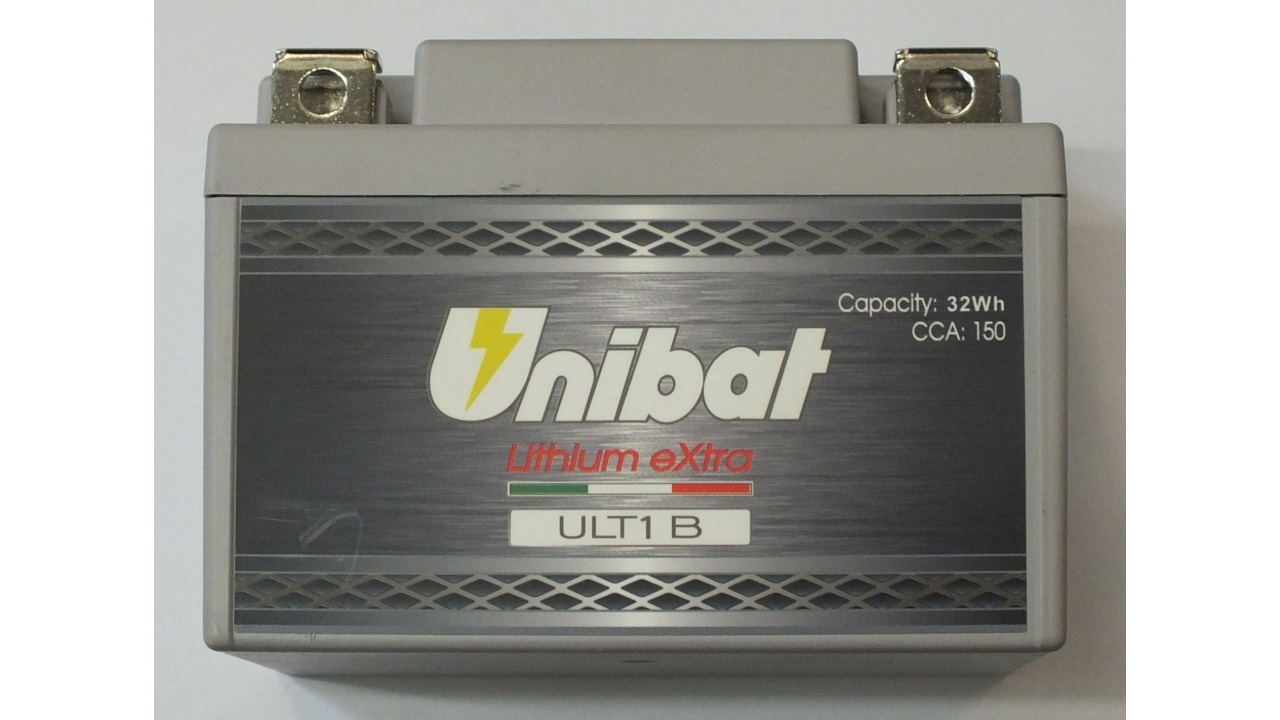 Capacity: 32Wh
CCA: 150
Unibat
Lithium eXtra
ULT1 B